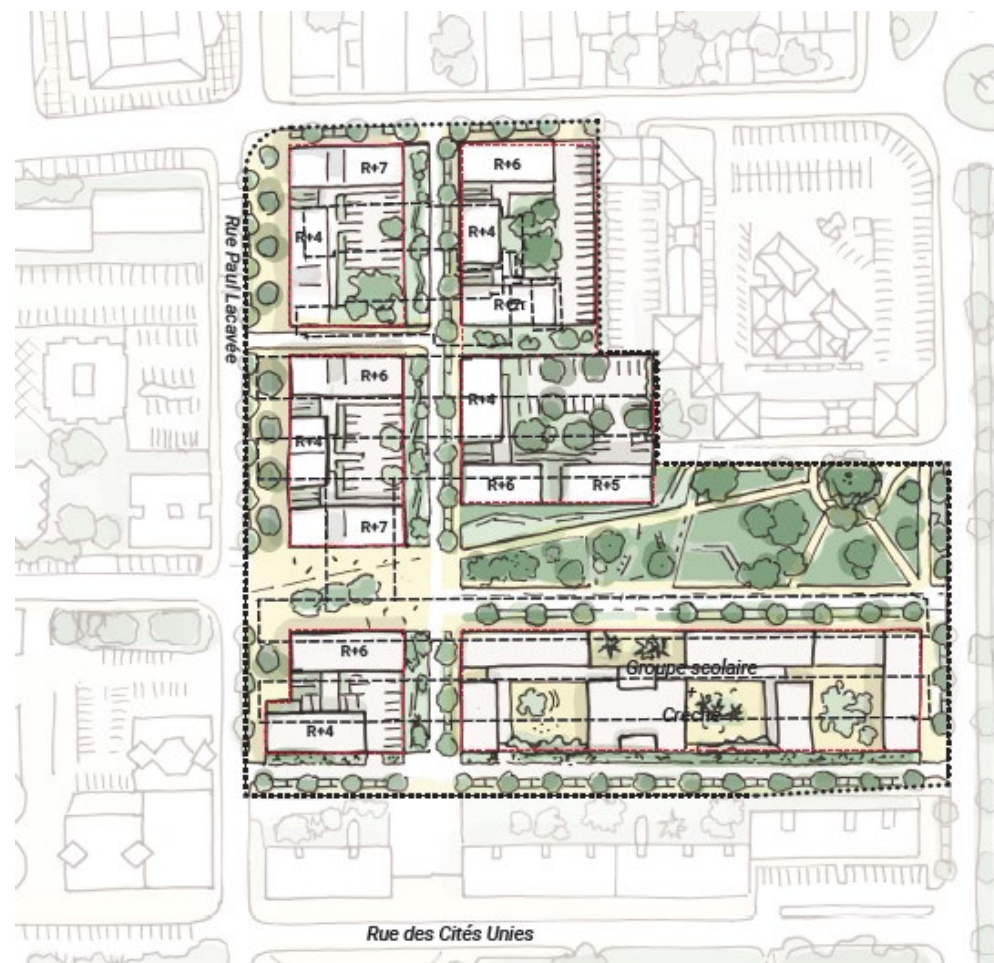 R+7
R+6
R+4
R+4
Rue Paul Lacavée
R+6
R+4
R+4
R+6
R+5
R+7
R+6
Groupe scolaire
Crèche
R+4
Rue des Cités Unies